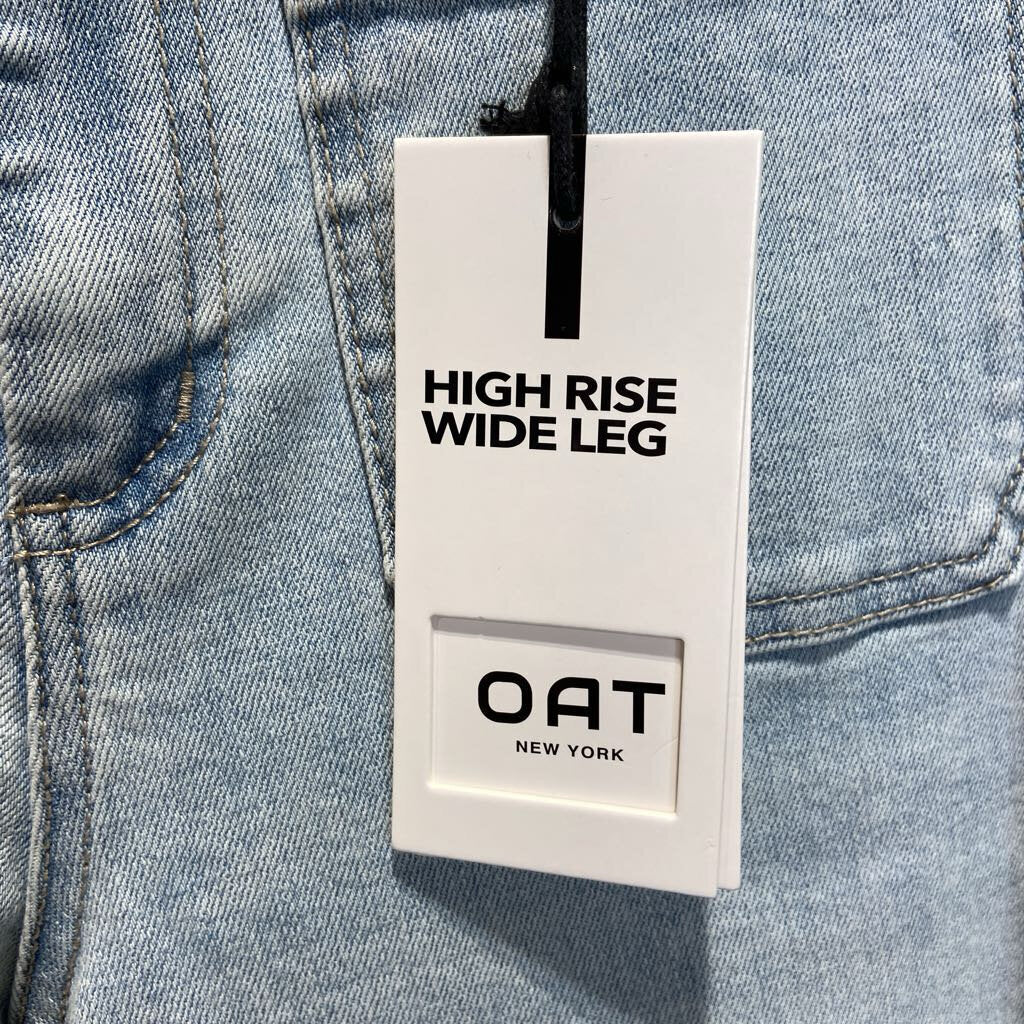 HIGH RISE
WIDE LEG
OAT
NEW YORK